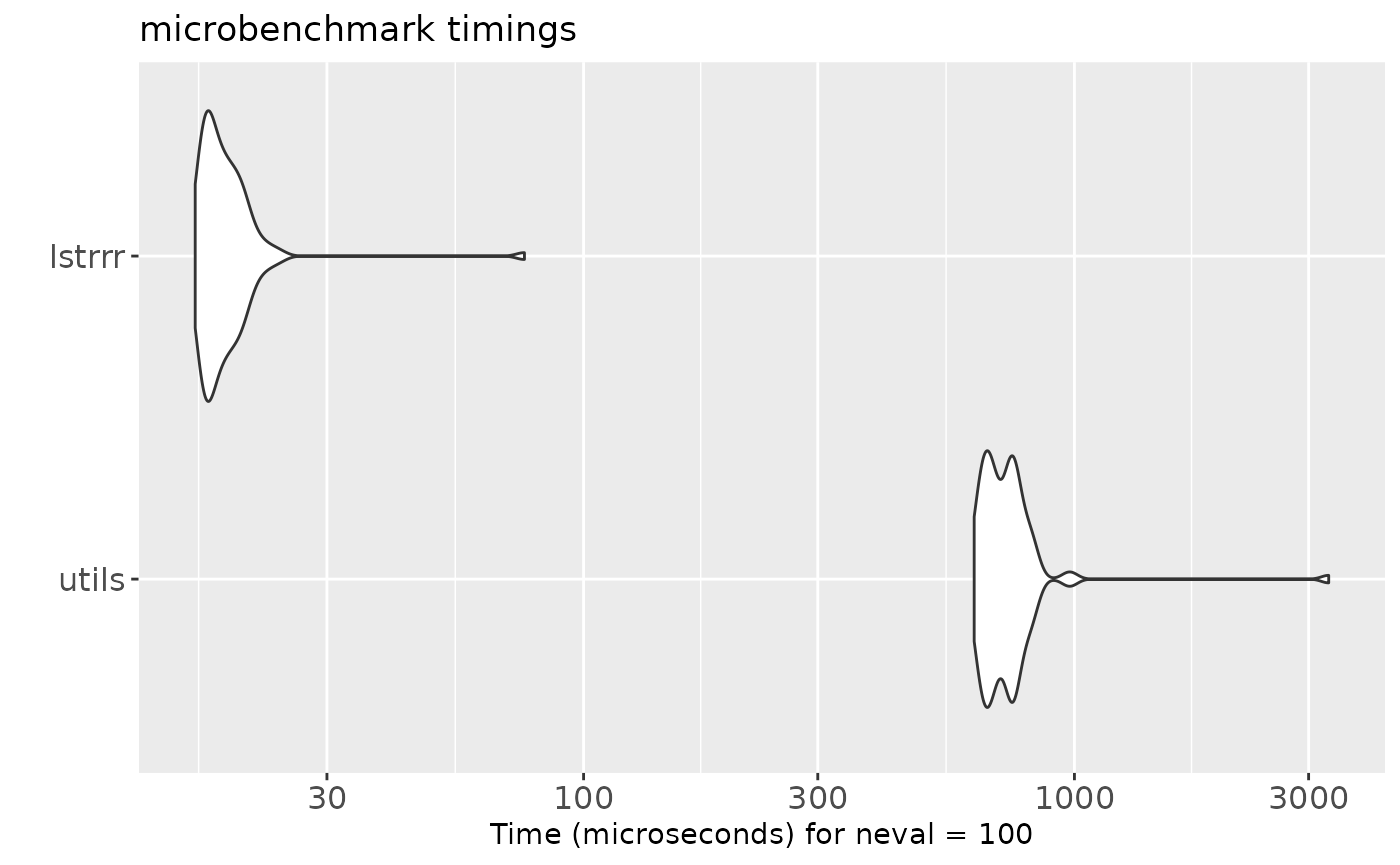 microbenchmark timings
lstrrr
utils
30 100 300 1000 3000
Time (microseconds) for neval = 100